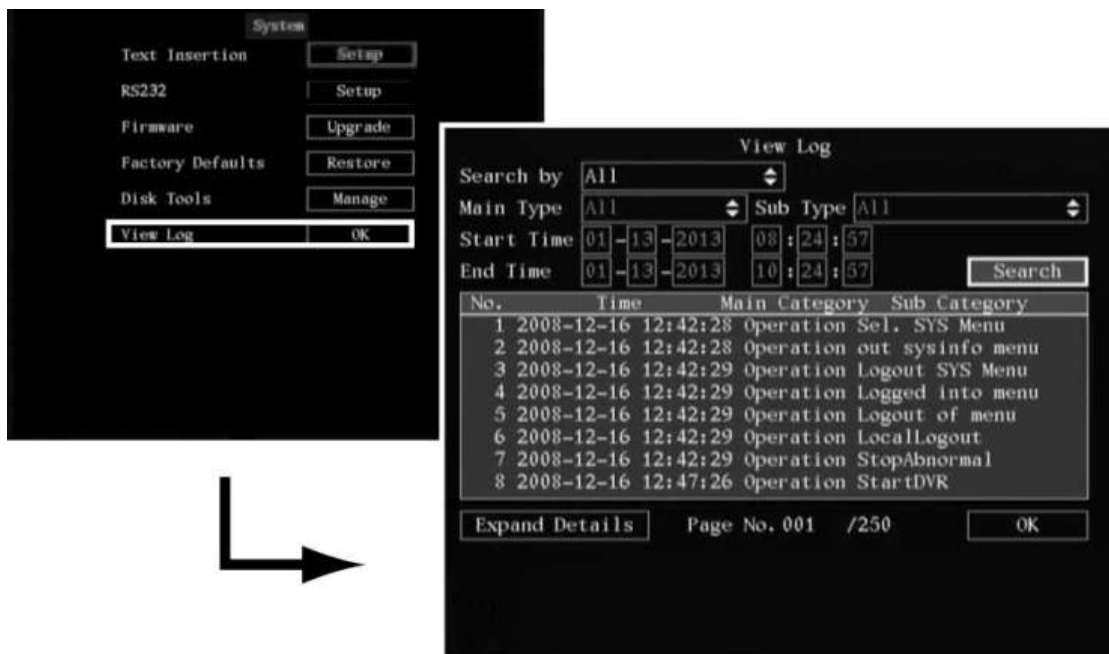 System
Text Insertion Setup
RS232 Setup
Firmware Upgrade
Factory Defaults Restore
Disk Tools Manage
View Log OK
View Log
Search by All
Main Type All Sub Type All
Start Time 01-13-2013 08:24:57
End Time 01-13-2013 10:24:57 Search
No. Time Main Category Sub Category
1 2008-12-16 12:42:28 Operation Sel. SYS Menu
2 2008-12-16 12:42:28 Operation out sysinfo menu
3 2008-12-16 12:42:29 Operation Logout SYS Menu
4 2008-12-16 12:42:29 Operation Logged into menu
5 2008-12-16 12:42:29 Operation Logout of menu
6 2008-12-16 12:42:29 Operation LocalLogout
7 2008-12-16 12:42:29 Operation StopAbnormal
8 2008-12-16 12:47:26 Operation StartDVR
Expand Details Page No. 001 /250 OK